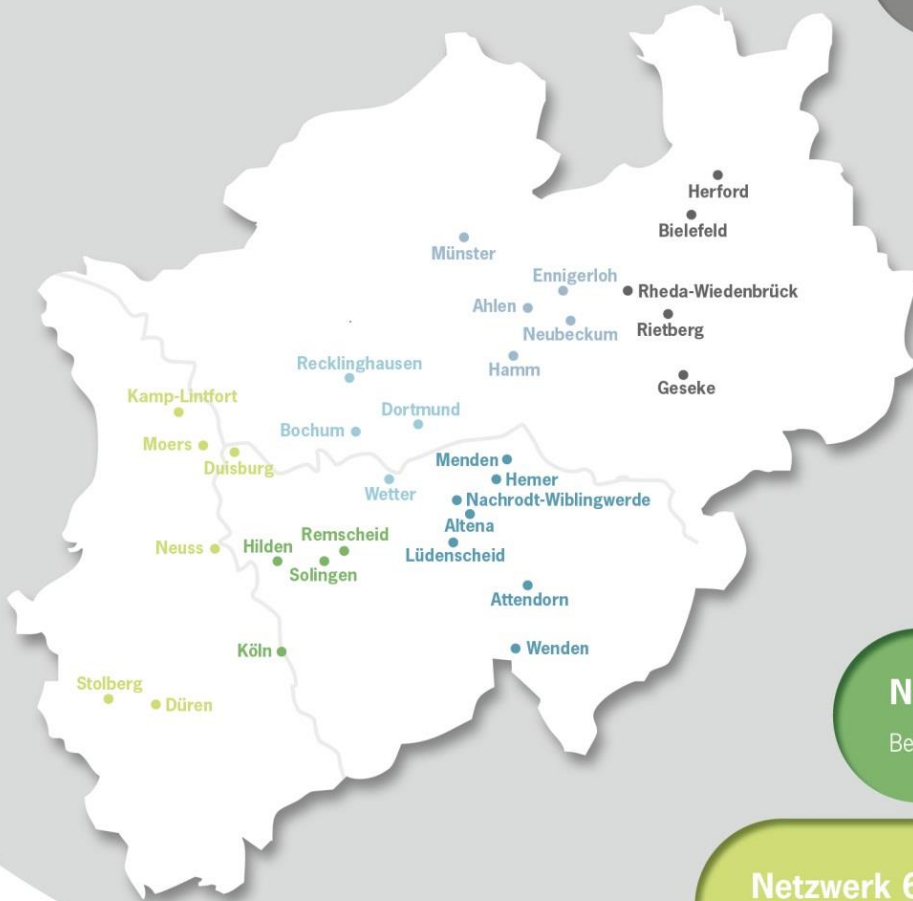 Herford
Bielefeld
Münster
Ennigerloh
Rheda-Wiedenbrück
Ahlen
Rietberg
Neubeckum
Hamm
Recklinghausen
Geseke
Kamp-Lintfort
Dortmund
Bochum
Moers
Duisburg
Menden
Hemer
Wetter
Nachrodt-Wiblingwerde
Altena
Remscheid
Neuss
Hilden
Lüdenscheid
Solingen
Attendorn
Köln
Wenden
Stolberg
Düren
N
Be
Netzwerk 6